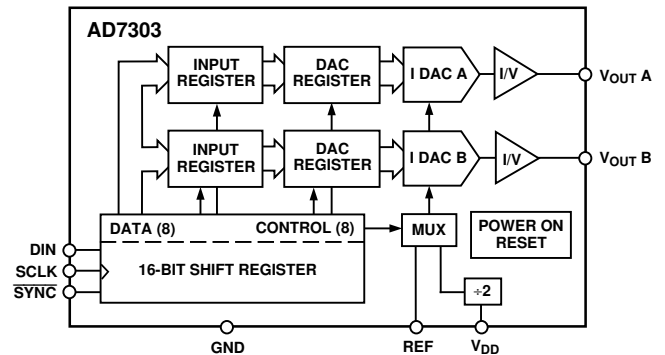 AD7303
INPUT
REGISTER
DAC
REGISTER
I DAC A
I/V
VOUT A
INPUT
REGISTER
DAC
REGISTER
I DAC B
I/V
VOUT B
DATA (8)
CONTROL (8)
MUX
POWER ON
RESET
DIN
SCLK
SYNC
16-BIT SHIFT REGISTER
÷2
GND
REF
VDD